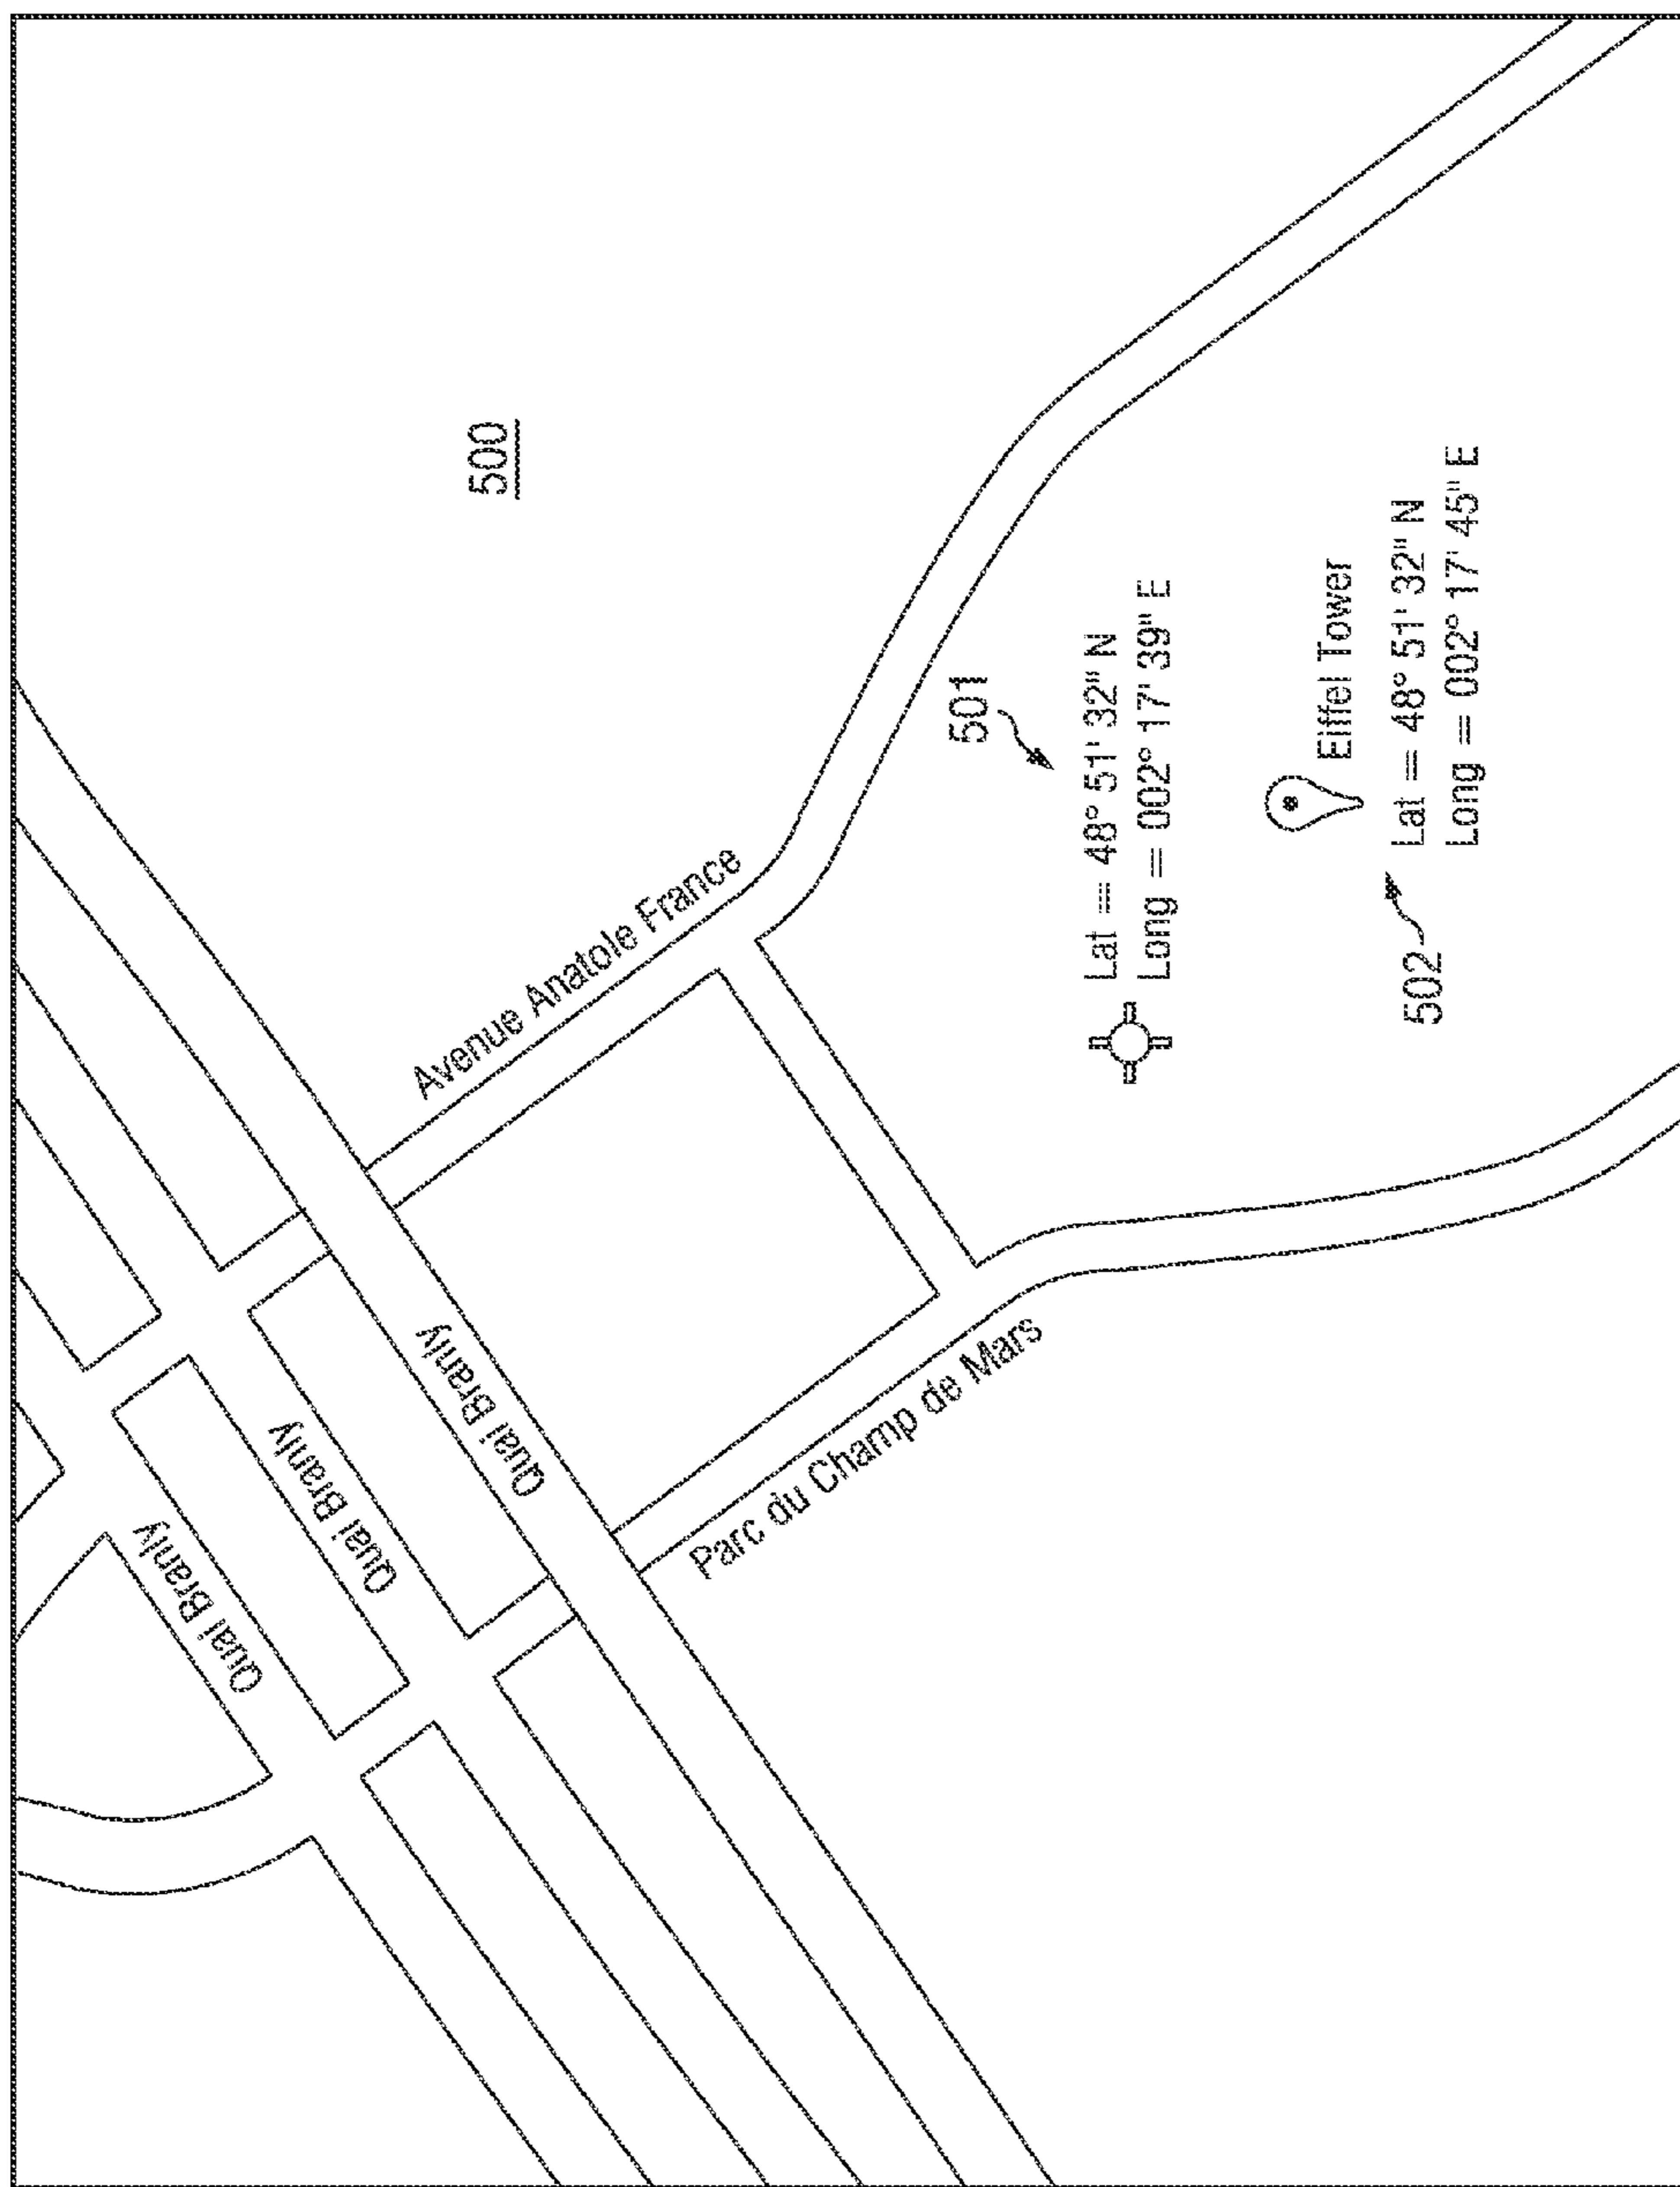 Quai Branly
Quai Branly
Quai Branly
Avenue Anatole France
Parc du Champ de Mars
500
501
Lat = 48° 51' 32" N
Long = 002° 17' 39" E
Eiffel Tower
502
Lat = 48° 51' 32" N
Long = 002° 17' 45" E